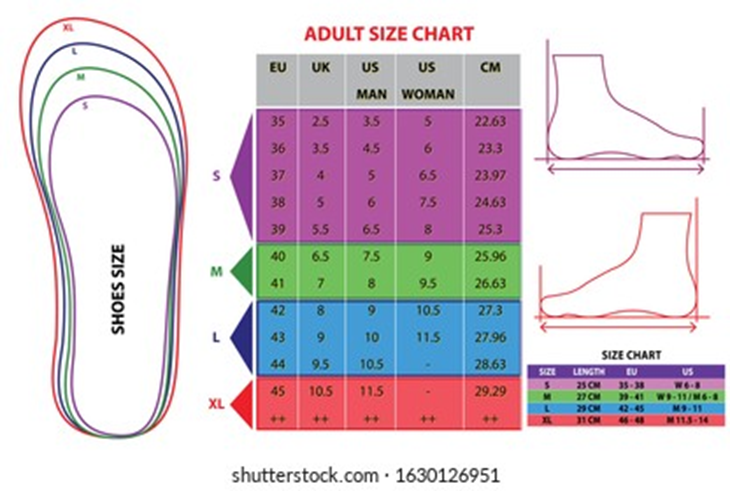 XL
L
M
S
SHOES SIZE
ADULT SIZE CHART
EU UK US US CM
MAN WOMAN
35 2.5 3.5 5 22.63
36 3.5 4.5 6 23.3
S 37 4 5 6.5 23.97
38 5 6 7.5 24.63
39 5.5 6.5 8 25.3
40 6.5 7.5 9 25.96
M
41 7 8 9.5 26.63
42 8 9 10.5 27.3
L 43 9 10 11.5 27.96
44 9.5 10.5 - 28.63
45 10.5 11.5 - 29.29
XL
++ ++ ++ ++ ++
SIZE CHART
SIZE LENGTH EU US
S 25 CM 35 - 38 W 6 - 8
M 27 CM 39 - 41 W 9 - 11 / M 6 - 8
L 29 CM 42 - 45 M 9 - 11
XL 31 CM 46 - 48 M 11.5 - 14
shutterstock.com · 1630126951